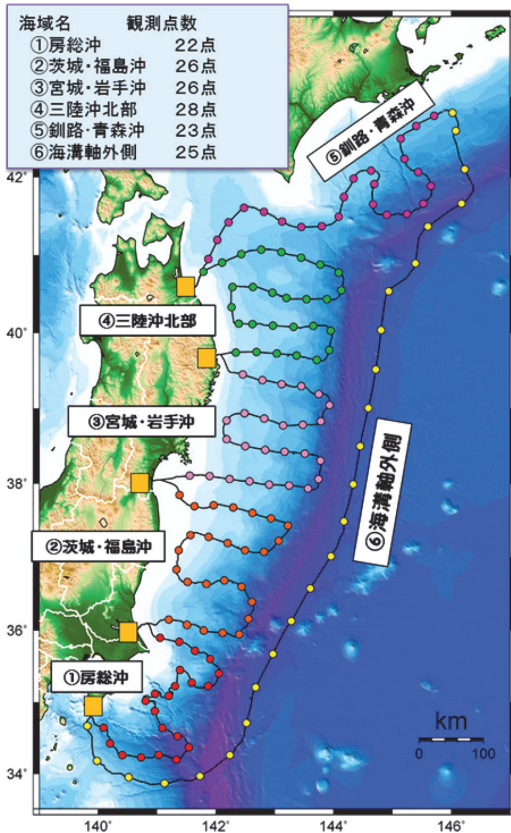 海域名 観測点数
①房総沖 22点
②茨城・福島沖 26点
③宮城・岩手沖 26点
④三陸沖北部 28点
⑤釧路・青森沖 23点
⑥海溝軸外側 25点
⑤釧路・青森沖
42°
④三陸沖北部
40°
③宮城・岩手沖
⑥海溝軸外側
38°
②茨城・福島沖
36°
①房総沖
km
0 100
34°
140° 142° 144° 146°